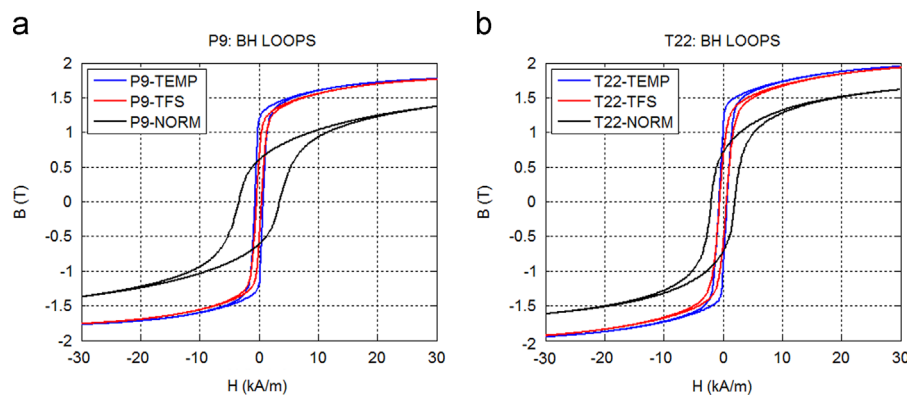 a
P9: BH LOOPS
P9-TEMP
P9-TFS
P9-NORM
2
1.5
1
0.5
0
-0.5
-1
-1.5
-2
B (T)
-30 -20 -10 0 10 20 30
H (kA/m)
b
T22: BH LOOPS
T22-TEMP
T22-TFS
T22-NORM
2
1.5
1
0.5
0
-0.5
-1
-1.5
-2
B (T)
-30 -20 -10 0 10 20 30
H (kA/m)